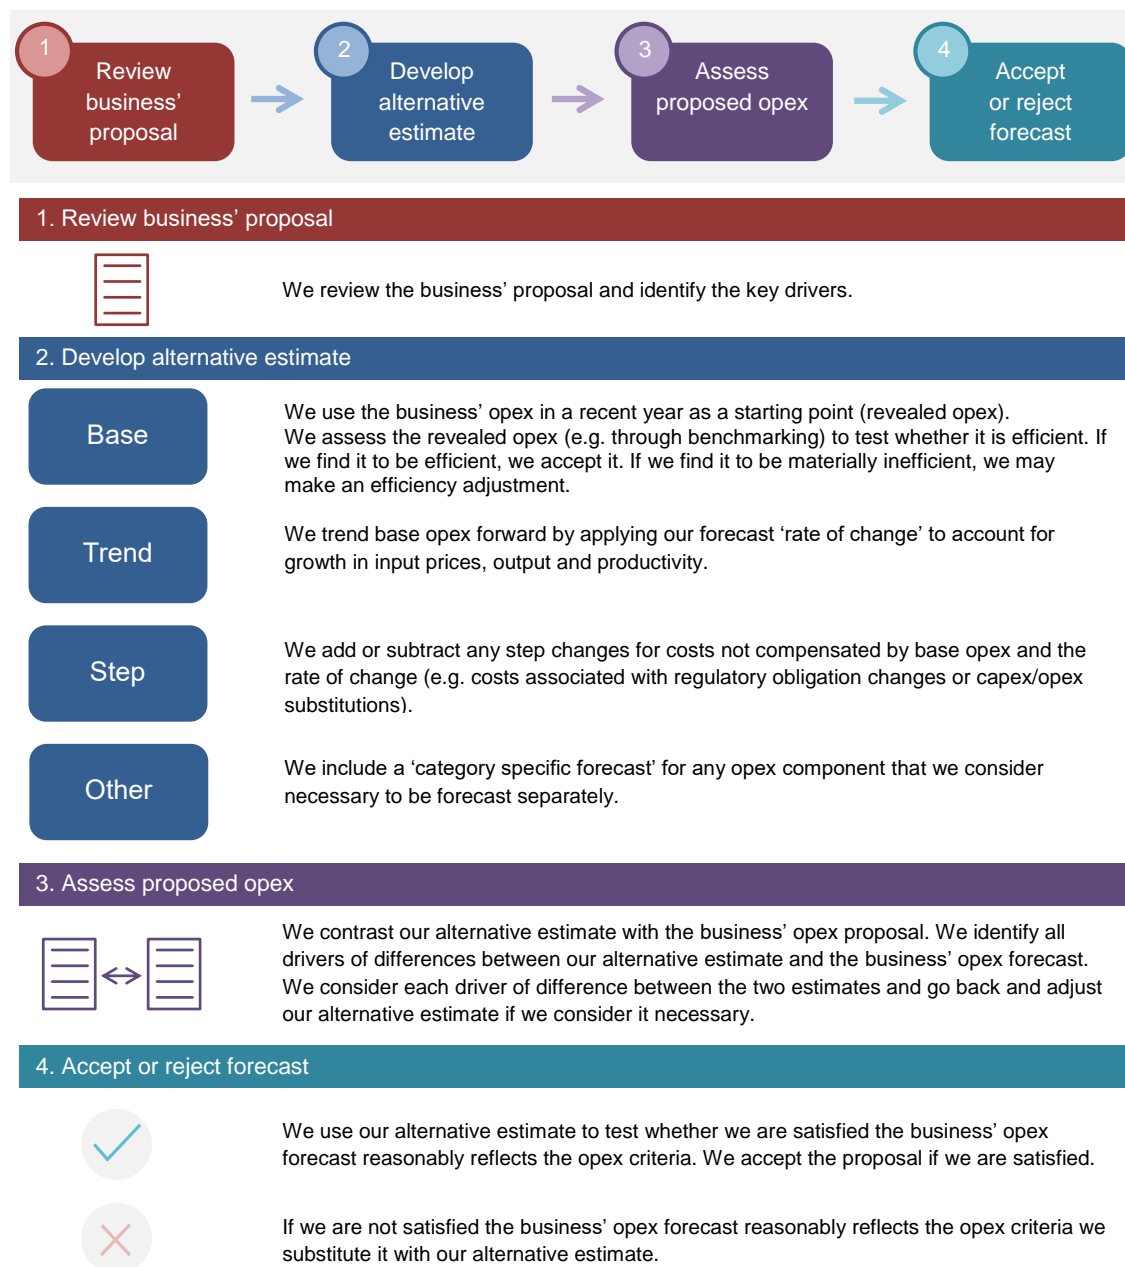 1
Review
business’
proposal
2
Develop
alternative
estimate
3
Assess
proposed opex
4
Accept
or reject
forecast
1. Review business’ proposal
We review the business’ proposal and identify the key drivers.
2. Develop alternative estimate
Base
We use the business’ opex in a recent year as a starting point (revealed opex).
We assess the revealed opex (e.g. through benchmarking) to test whether it is efficient. If
we find it to be efficient, we accept it. If we find it to be materially inefficient, we may
make an efficiency adjustment.
Trend
We trend base opex forward by applying our forecast ‘rate of change’ to account for
growth in input prices, output and productivity.
Step
We add or subtract any step changes for costs not compensated by base opex and the
rate of change (e.g. costs associated with regulatory obligation changes or capex/opex
substitutions).
Other
We include a ‘category specific forecast’ for any opex component that we consider
necessary to be forecast separately.
3. Assess proposed opex
We contrast our alternative estimate with the business’ opex proposal. We identify all
drivers of differences between our alternative estimate and the business’ opex forecast.
We consider each driver of difference between the two estimates and go back and adjust
our alternative estimate if we consider it necessary.
4. Accept or reject forecast
We use our alternative estimate to test whether we are satisfied the business’ opex
forecast reasonably reflects the opex criteria. We accept the proposal if we are satisfied.
If we are not satisfied the business’ opex forecast reasonably reflects the opex criteria we
substitute it with our alternative estimate.